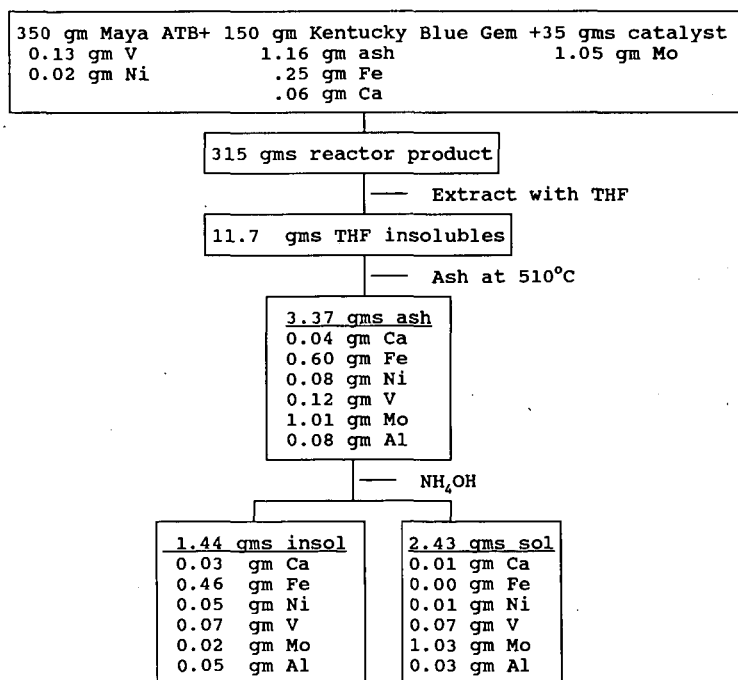 350 gm Maya ATB+ 150 gm Kentucky Blue Gem +35 gms catalyst
0.13 gm V 1.16 gm ash 1.05 gm Mo
0.02 gm Ni .25 gm Fe
.06 gm Ca
315 gms reactor product
Extract with THF
11.7 gms THF insolubles
Ash at 510°C
3.37 gms ash
0.04 gm Ca
0.60 gm Fe
0.08 gm Ni
0.12 gm V
1.01 gm Mo
0.08 gm Al
NH₄OH
1.44 gms insol
0.03 gm Ca
0.46 gm Fe
0.05 gm Ni
0.07 gm V
0.02 gm Mo
0.05 gm Al
2.43 gms sol
0.01 gm Ca
0.00 gm Fe
0.01 gm Ni
0.07 gm V
1.03 gm Mo
0.03 gm Al